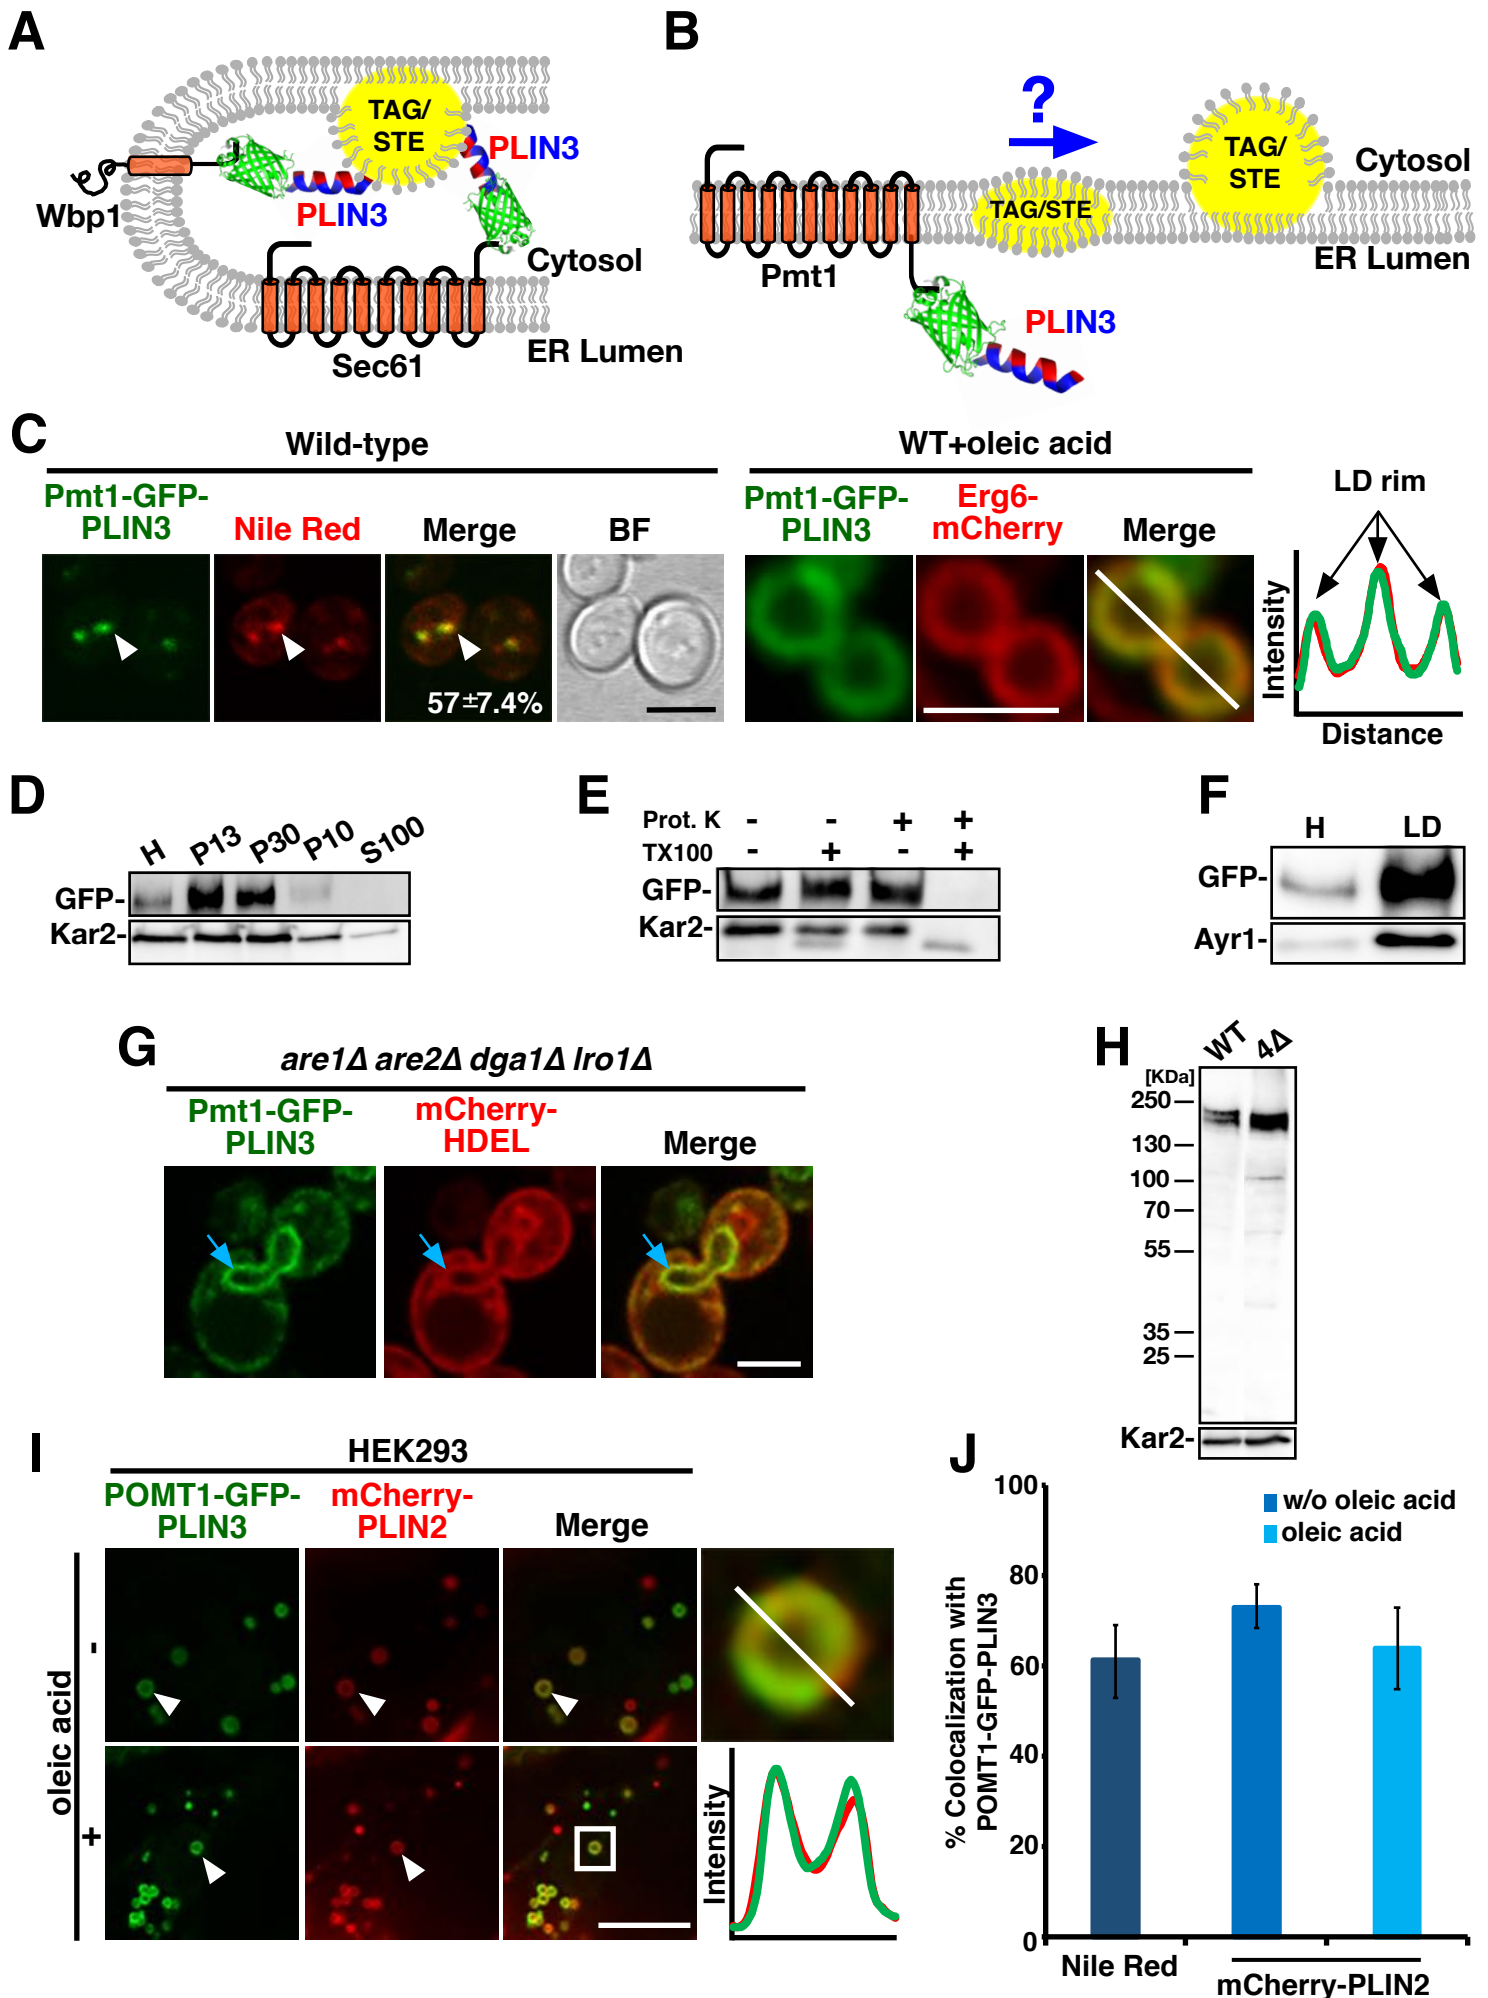 A
TAG/
STE
PLIN3
PLIN3
Wbp1
Cytosol
Sec61
ER Lumen
B
?
TAG/
STE
Cytosol
TAG/STE
ER Lumen
Pmt1
PLIN3
C
Wild-type
WT+oleic acid
Pmt1-GFP-
PLIN3
Nile Red
Merge
BF
Pmt1-GFP-
PLIN3
Erg6-
mCherry
Merge
LD rim
57±7.4%
Intensity
Distance
D
H P13 P30 P10 S100
GFP-
Kar2-
E
Prot. K - - + +
TX100 - + - +
GFP-
Kar2-
F
H LD
GFP-
Ayr1-
G
are1Δ are2Δ dga1Δ lro1Δ
Pmt1-GFP-
PLIN3
mCherry-
HDEL
Merge
H
WT 4Δ
[KDa]
250
130
100
70
55
35
25
Kar2-
I
HEK293
POMT1-GFP-
PLIN3
mCherry-
PLIN2
Merge
oleic acid
-
+
Intensity
J
% Colocalization with
POMT1-GFP-PLIN3
100
80
60
40
20
0
w/o oleic acid
oleic acid
Nile Red
mCherry-PLIN2